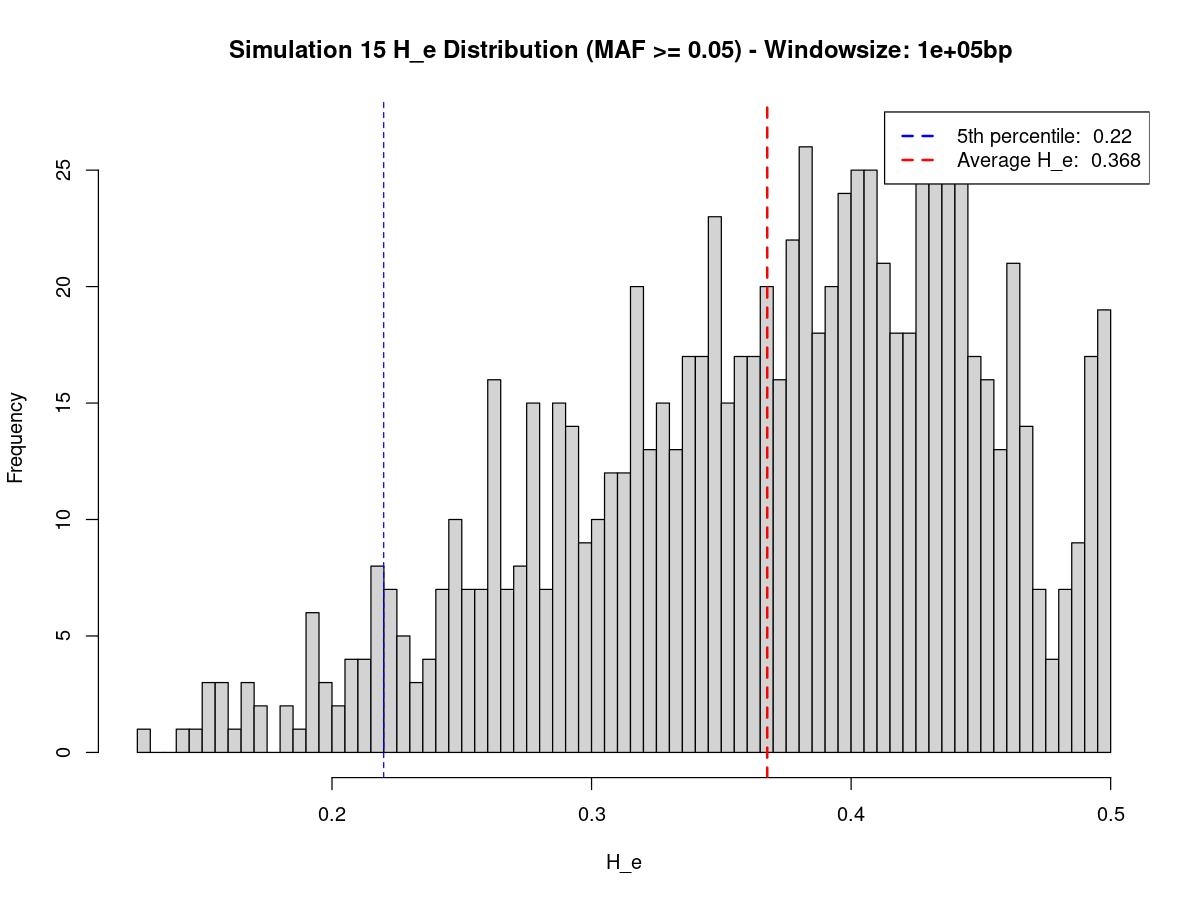 Simulation 15 H_e Distribution (MAF >= 0.05) - Windowsize: 1e+05bp
5th percentile: 0.22
Average H_e: 0.368
Frequency
25
20
15
10
5
0
0.2 0.3 0.4 0.5
H_e